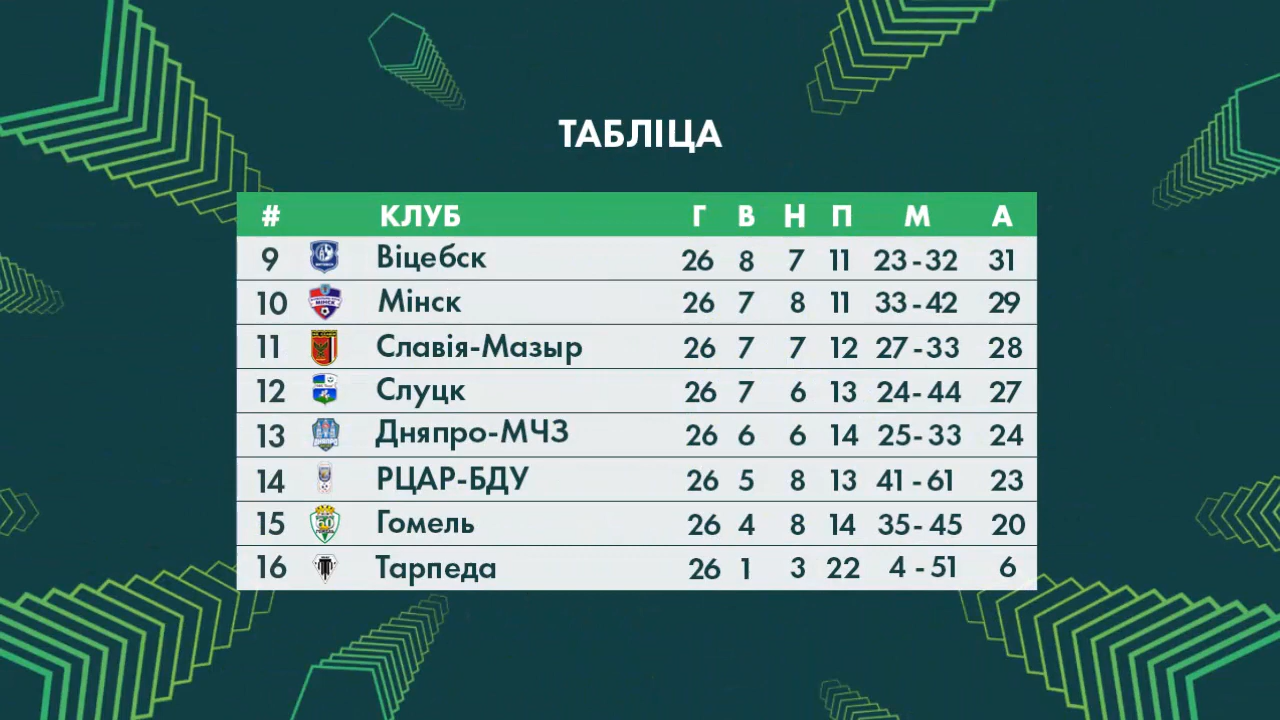 ТАБЛІЦА
# КЛУБ Г В Н П М А
9 Віцебск 26 8 7 11 23-32 31
10 Мінск 26 7 8 11 33-42 29
11 Славія-Мазыр 26 7 7 12 27-33 28
12 Слуцк 26 7 6 13 24-44 27
13 Дняпро-МЧЗ 26 6 6 14 25-33 24
14 РЦАР-БДУ 26 5 8 13 41-61 23
15 Гомель 26 4 8 14 35-45 20
16 Тарпеда 26 1 3 22 4-51 6